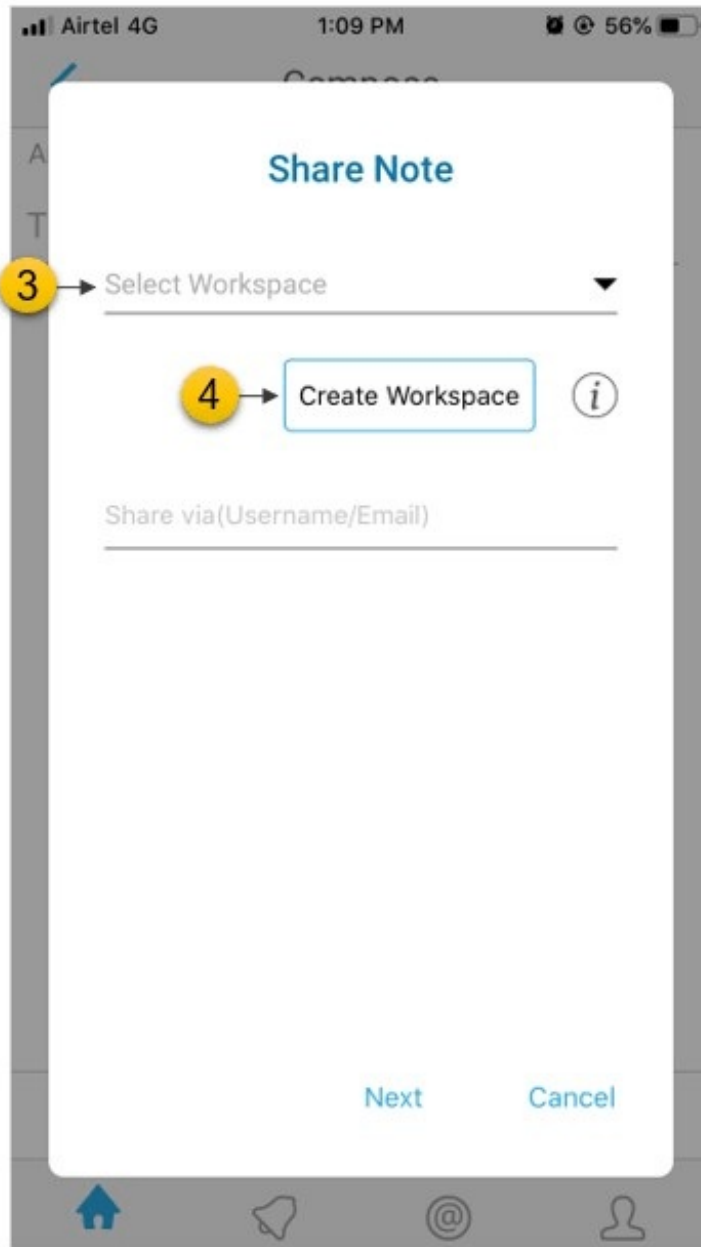 Airtel 4G 1:09 PM 56%
A
Share Note
T
3 Select Workspace
4 Create Workspace i
Share via(Username/Email)
Next Cancel
@